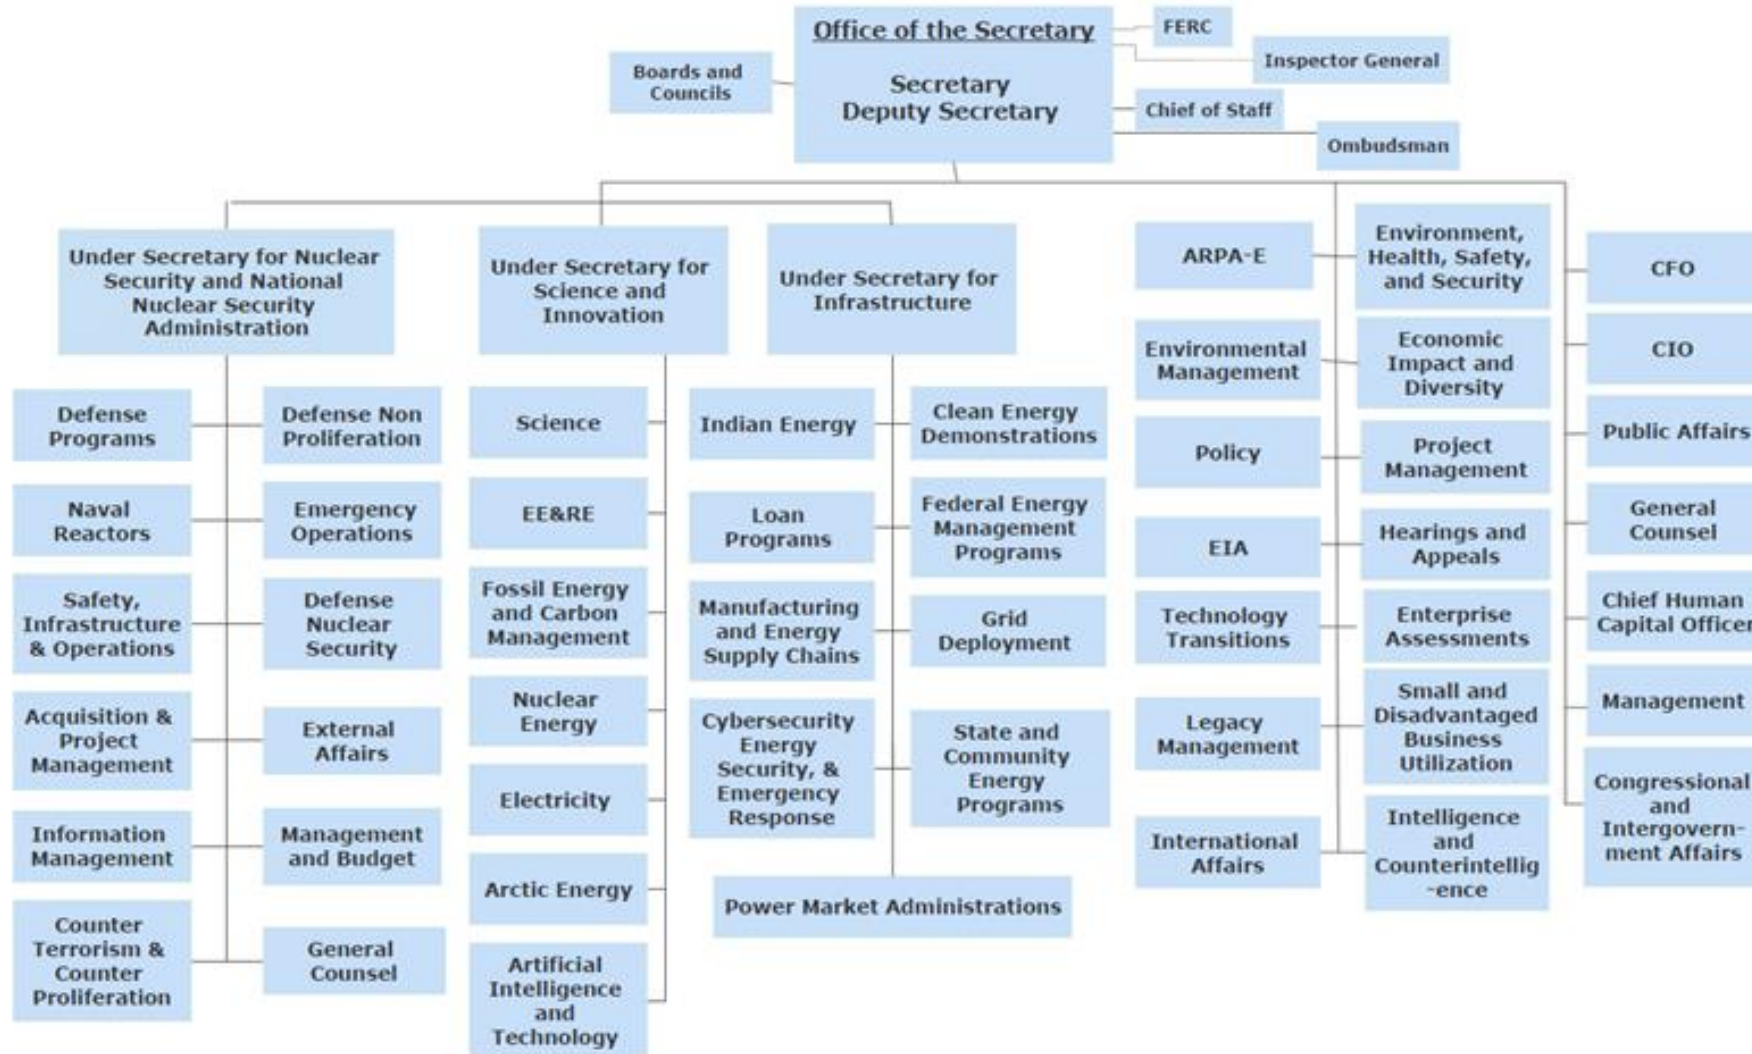 Office of the Secretary
Secretary
Deputy Secretary
FERC
Inspector General
Boards and
Councils
Chief of Staff
Ombudsman
Under Secretary for Nuclear
Security and National
Nuclear Security
Administration
Under Secretary for
Science and
Innovation
Under Secretary for
Infrastructure
Defense
Programs
Defense Non
Proliferation
Naval
Reactors
Emergency
Operations
Safety,
Infrastructure
& Operations
Defense
Nuclear
Security
Acquisition &
Project
Management
External
Affairs
Information
Management
Management
and Budget
Counter
Terrorism &
Counter
Proliferation
General
Counsel
Science
EE&RE
Fossil Energy
and Carbon
Management
Nuclear
Energy
Electricity
Arctic Energy
Artificial
Intelligence
and
Technology
Indian Energy
Clean Energy
Demonstrations
Loan
Programs
Federal Energy
Management
Programs
Manufacturing
and Energy
Supply Chains
Grid
Deployment
Cybersecurity
Energy
Security, &
Emergency
Response
State and
Community
Energy
Programs
Power Market Administrations
ARPA-E
Environment,
Health, Safety,
and Security
Environmental
Management
Economic
Impact and
Diversity
Policy
Project
Management
EIA
Hearings and
Appeals
Technology
Transitions
Enterprise
Assessments
Legacy
Management
Small and
Disadvantaged
Business
Utilization
International
Affairs
Intelligence
and
Counterintellig
-ence
CFO
CIO
Public Affairs
General
Counsel
Chief Human
Capital Officer
Management
Congressional
and
Intergovern-
ment Affairs